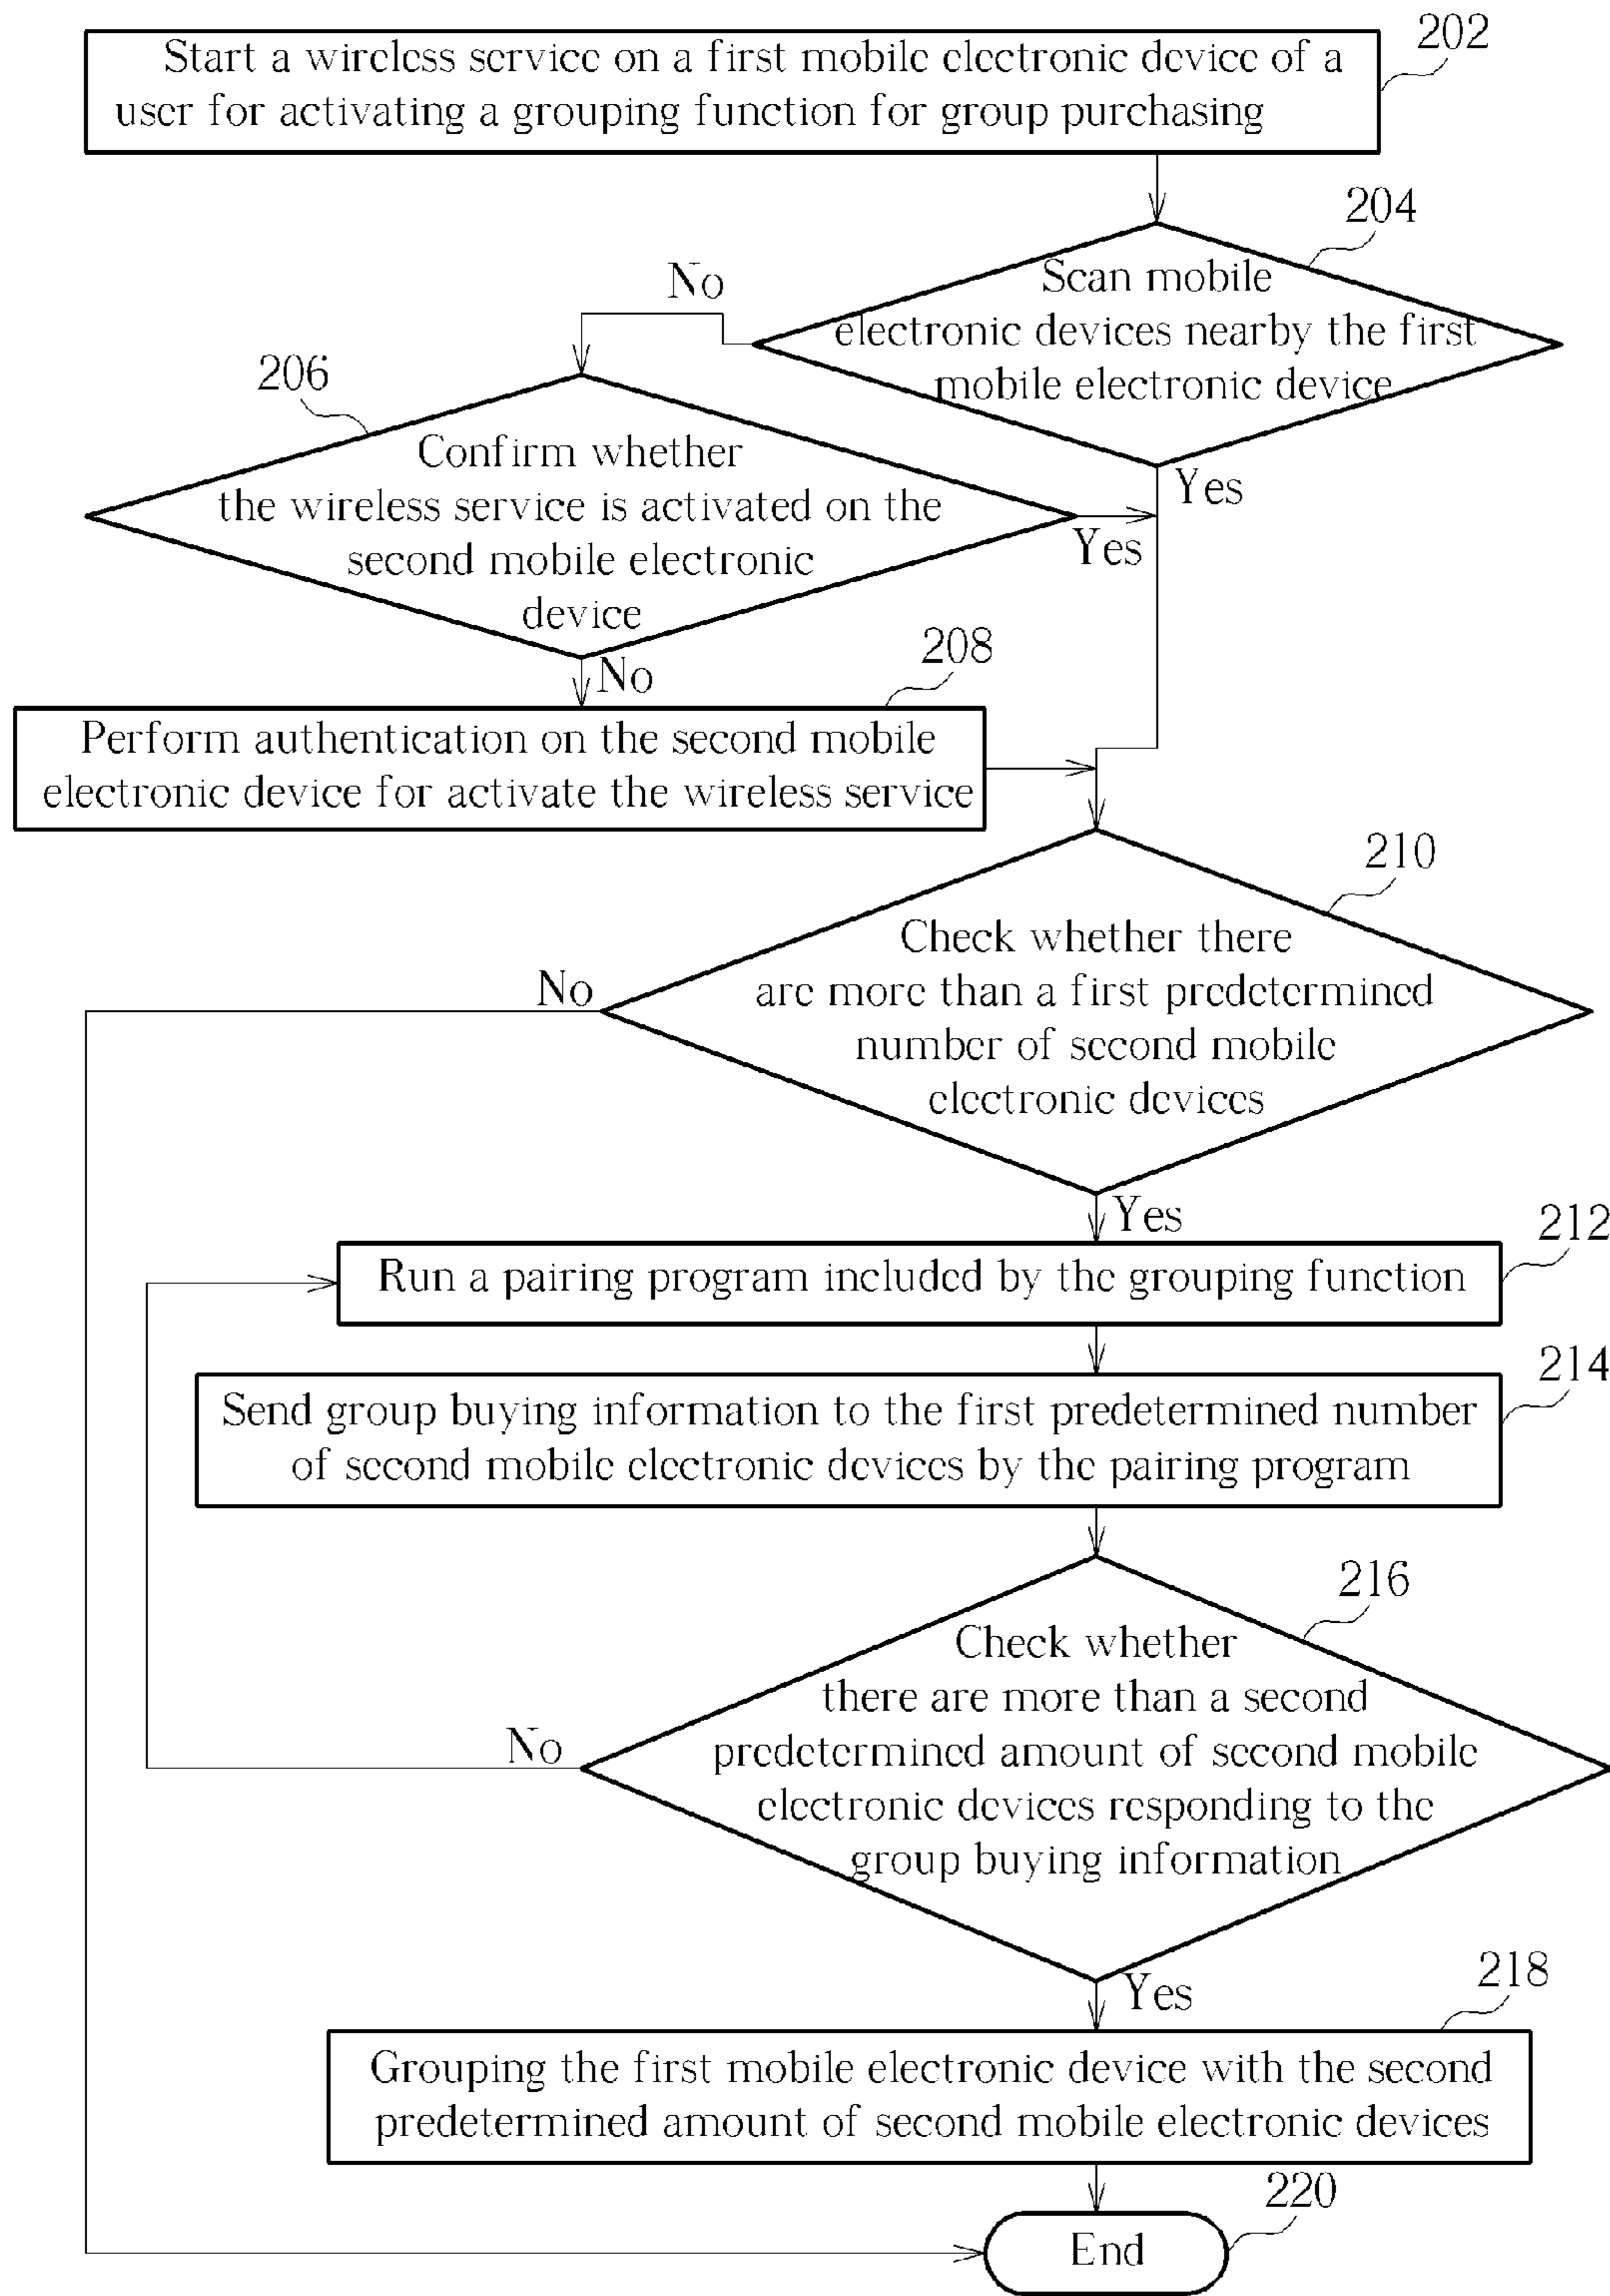 Start a wireless service on a first mobile electronic device of a
user for activating a grouping function for group purchasing
202
204
Scan mobile
electronic devices nearby the first
mobile electronic device
No
Yes
206
Confirm whether
the wireless service is activated on the
second mobile electronic
device
Yes
No
208
Perform authentication on the second mobile
electronic device for activate the wireless service
210
Check whether there
are more than a first predetermined
number of second mobile
electronic devices
No
Yes
212
Run a pairing program included by the grouping function
214
Send group buying information to the first predetermined number
of second mobile electronic devices by the pairing program
216
Check whether
there are more than a second
predetermined amount of second mobile
electronic devices responding to the
group buying information
No
Yes
218
Grouping the first mobile electronic device with the second
predetermined amount of second mobile electronic devices
220
End